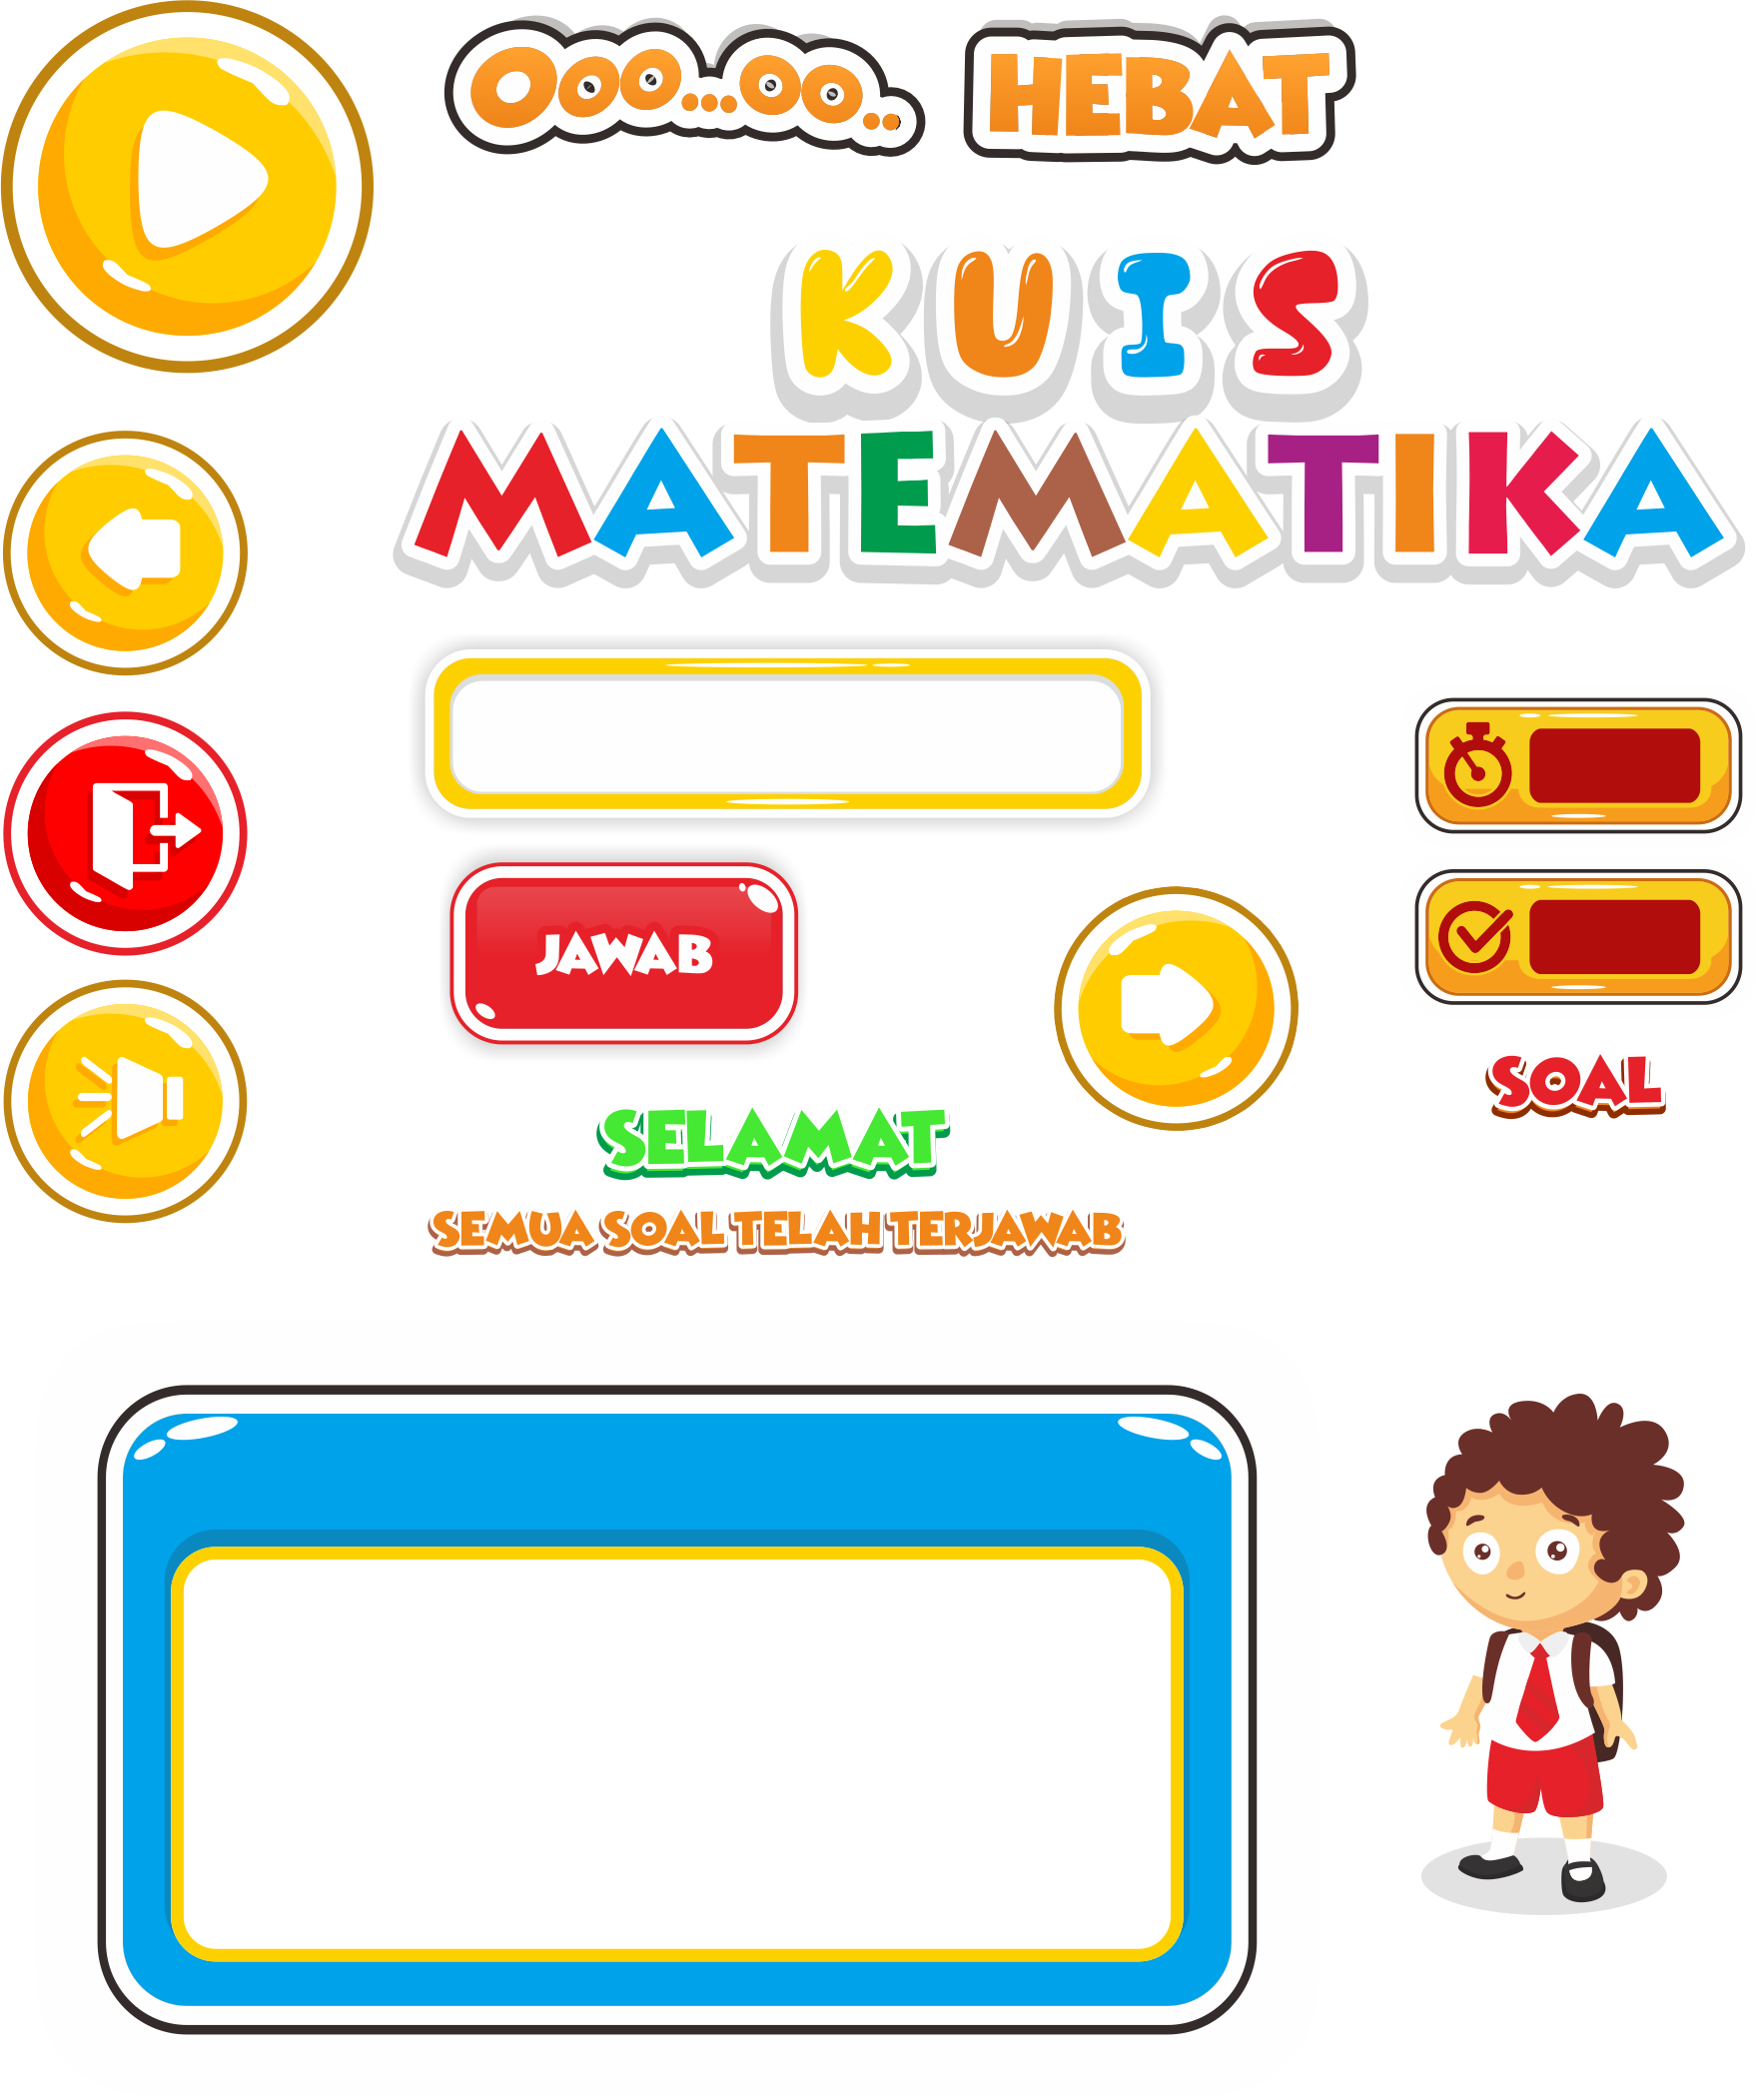 OOO...OO..
HEBAT
KUIS
MATEMATIKA
JAWAB
SOAL
SELAMAT
SEMUA SOAL TELAH TERJAWAB